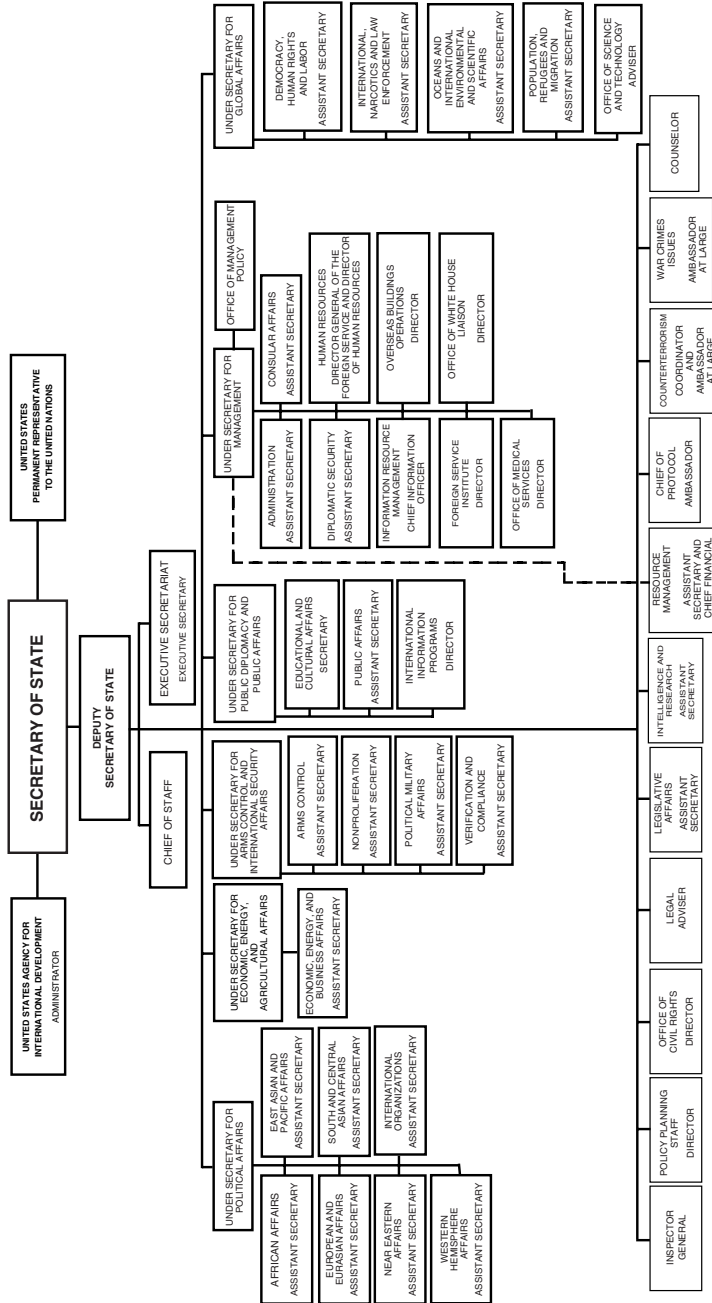 UNITED STATES AGENCY FOR
INTERNATIONAL DEVELOPMENT
ADMINISTRATOR
SECRETARY OF STATE
UNITED STATES
PERMANENT REPRESENTATIVE
TO THE UNITED NATIONS
DEPUTY
SECRETARY OF STATE
CHIEF OF STAFF
EXECUTIVE SECRETARIAT
EXECUTIVE SECRETARY
UNDER SECRETARY FOR
POLITICAL AFFAIRS
AFRICAN AFFAIRS
ASSISTANT SECRETARY
EAST ASIAN AND
PACIFIC AFFAIRS
ASSISTANT SECRETARY
EUROPEAN AND
EURASIAN AFFAIRS
ASSISTANT SECRETARY
SOUTH AND CENTRAL
ASIAN AFFAIRS
ASSISTANT SECRETARY
NEAR EASTERN
AFFAIRS
ASSISTANT SECRETARY
INTERNATIONAL
ORGANIZATIONS
ASSISTANT SECRETARY
WESTERN
HEMISPHERE
AFFAIRS
ASSISTANT SECRETARY
UNDER SECRETARY FOR
ECONOMIC, ENERGY,
AND
AGRICULTURAL AFFAIRS
ECONOMIC, ENERGY, AND
BUSINESS AFFAIRS
ASSISTANT SECRETARY
UNDER SECRETARY FOR
ARMS CONTROL AND
INTERNATIONAL SECURITY
AFFAIRS
ARMS CONTROL
ASSISTANT SECRETARY
NONPROLIFERATION
ASSISTANT SECRETARY
POLITICAL MILITARY
AFFAIRS
ASSISTANT SECRETARY
VERIFICATION AND
COMPLIANCE
ASSISTANT SECRETARY
UNDER SECRETARY FOR
PUBLIC DIPLOMACY AND
PUBLIC AFFAIRS
EDUCATIONAL AND
CULTURAL AFFAIRS
SECRETARY
PUBLIC AFFAIRS
ASSISTANT SECRETARY
INTERNATIONAL
INFORMATION
PROGRAMS
DIRECTOR
UNDER SECRETARY FOR
MANAGEMENT
OFFICE OF MANAGEMENT
POLICY
ADMINISTRATION
ASSISTANT SECRETARY
CONSULAR AFFAIRS
ASSISTANT SECRETARY
DIPLOMATIC SECURITY
ASSISTANT SECRETARY
HUMAN RESOURCES
DIRECTOR GENERAL OF THE
FOREIGN SERVICE AND DIRECTOR
OF HUMAN RESOURCES
INFORMATION RESOURCE
MANAGEMENT
CHIEF INFORMATION
OFFICER
OVERSEAS BUILDINGS
OPERATIONS
DIRECTOR
FOREIGN SERVICE
INSTITUTE
DIRECTOR
OFFICE OF WHITE HOUSE
LIAISON
DIRECTOR
OFFICE OF MEDICAL
SERVICES
DIRECTOR
UNDER SECRETARY FOR
GLOBAL AFFAIRS
DEMOCRACY,
HUMAN RIGHTS
AND LABOR
ASSISTANT SECRETARY
INTERNATIONAL,
NARCOTICS AND LAW
ENFORCEMENT
ASSISTANT SECRETARY
OCEANS AND
INTERNATIONAL
ENVIRONMENTAL
AND SCIENTIFIC
AFFAIRS
ASSISTANT SECRETARY
POPULATION,
REFUGEES AND
MIGRATION
ASSISTANT SECRETARY
OFFICE OF SCIENCE
AND TECHNOLOGY
ADVISER
INSPECTOR
GENERAL
POLICY PLANNING
STAFF
DIRECTOR
OFFICE OF
CIVIL RIGHTS
DIRECTOR
LEGAL
ADVISER
LEGISLATIVE
AFFAIRS
ASSISTANT
SECRETARY
INTELLIGENCE AND
RESEARCH
ASSISTANT
SECRETARY
RESOURCE
MANAGEMENT
ASSISTANT
SECRETARY AND
CHIEF FINANCIAL
CHIEF OF
PROTOCOL
AMBASSADOR
COUNTERTERRORISM
COORDINATOR
AND
AMBASSADOR
AT LARGE
WAR CRIMES
ISSUES
AMBASSADOR
AT LARGE
COUNSELOR